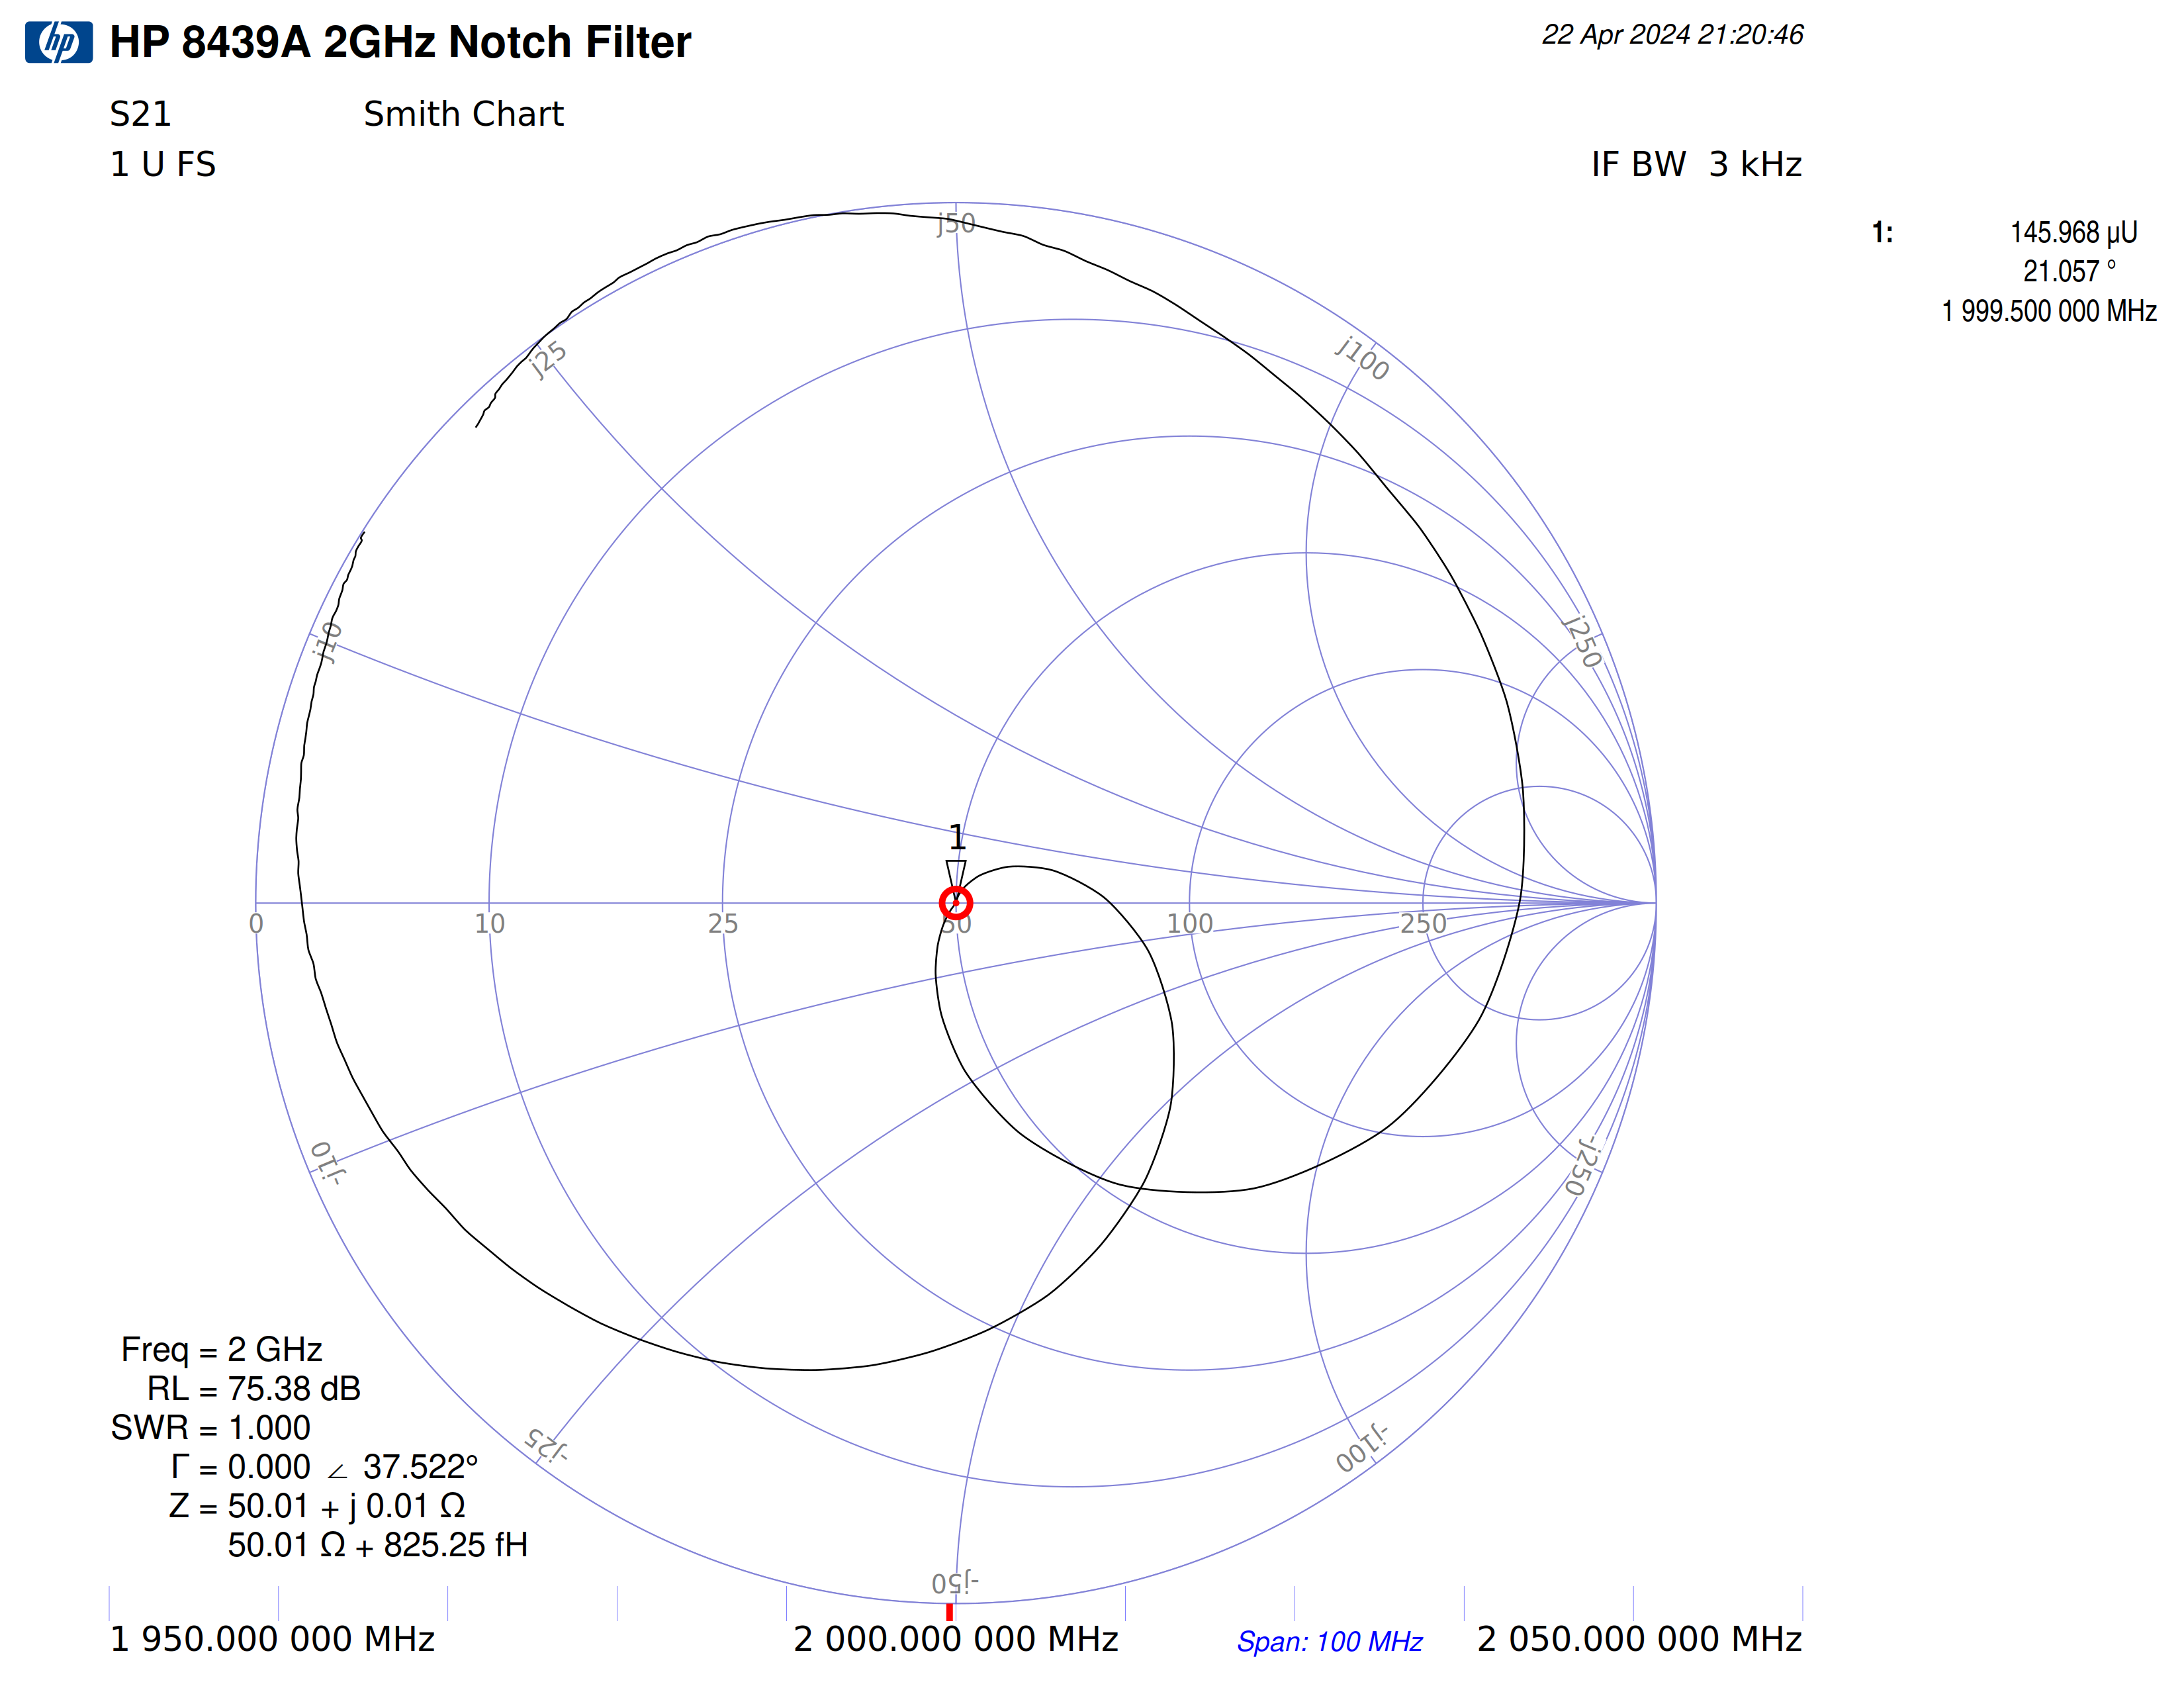 hp HP 8439A 2GHz Notch Filter
22 Apr 2024 21:20:46
S21 Smith Chart
1 U FS
IF BW 3 kHz
1: 145.968 µU
21.057 °
1 999.500 000 MHz
j50
j25
j100
j10
j250
1
0 10 25 50 100 250
-j10
-j250
-j25
-j100
-j50
Freq = 2 GHz
RL = 75.38 dB
SWR = 1.000
Γ = 0.000 ∠ 37.522°
Z = 50.01 + j 0.01 Ω
50.01 Ω + 825.25 fH
1 950.000 000 MHz
2 000.000 000 MHz
Span: 100 MHz
2 050.000 000 MHz